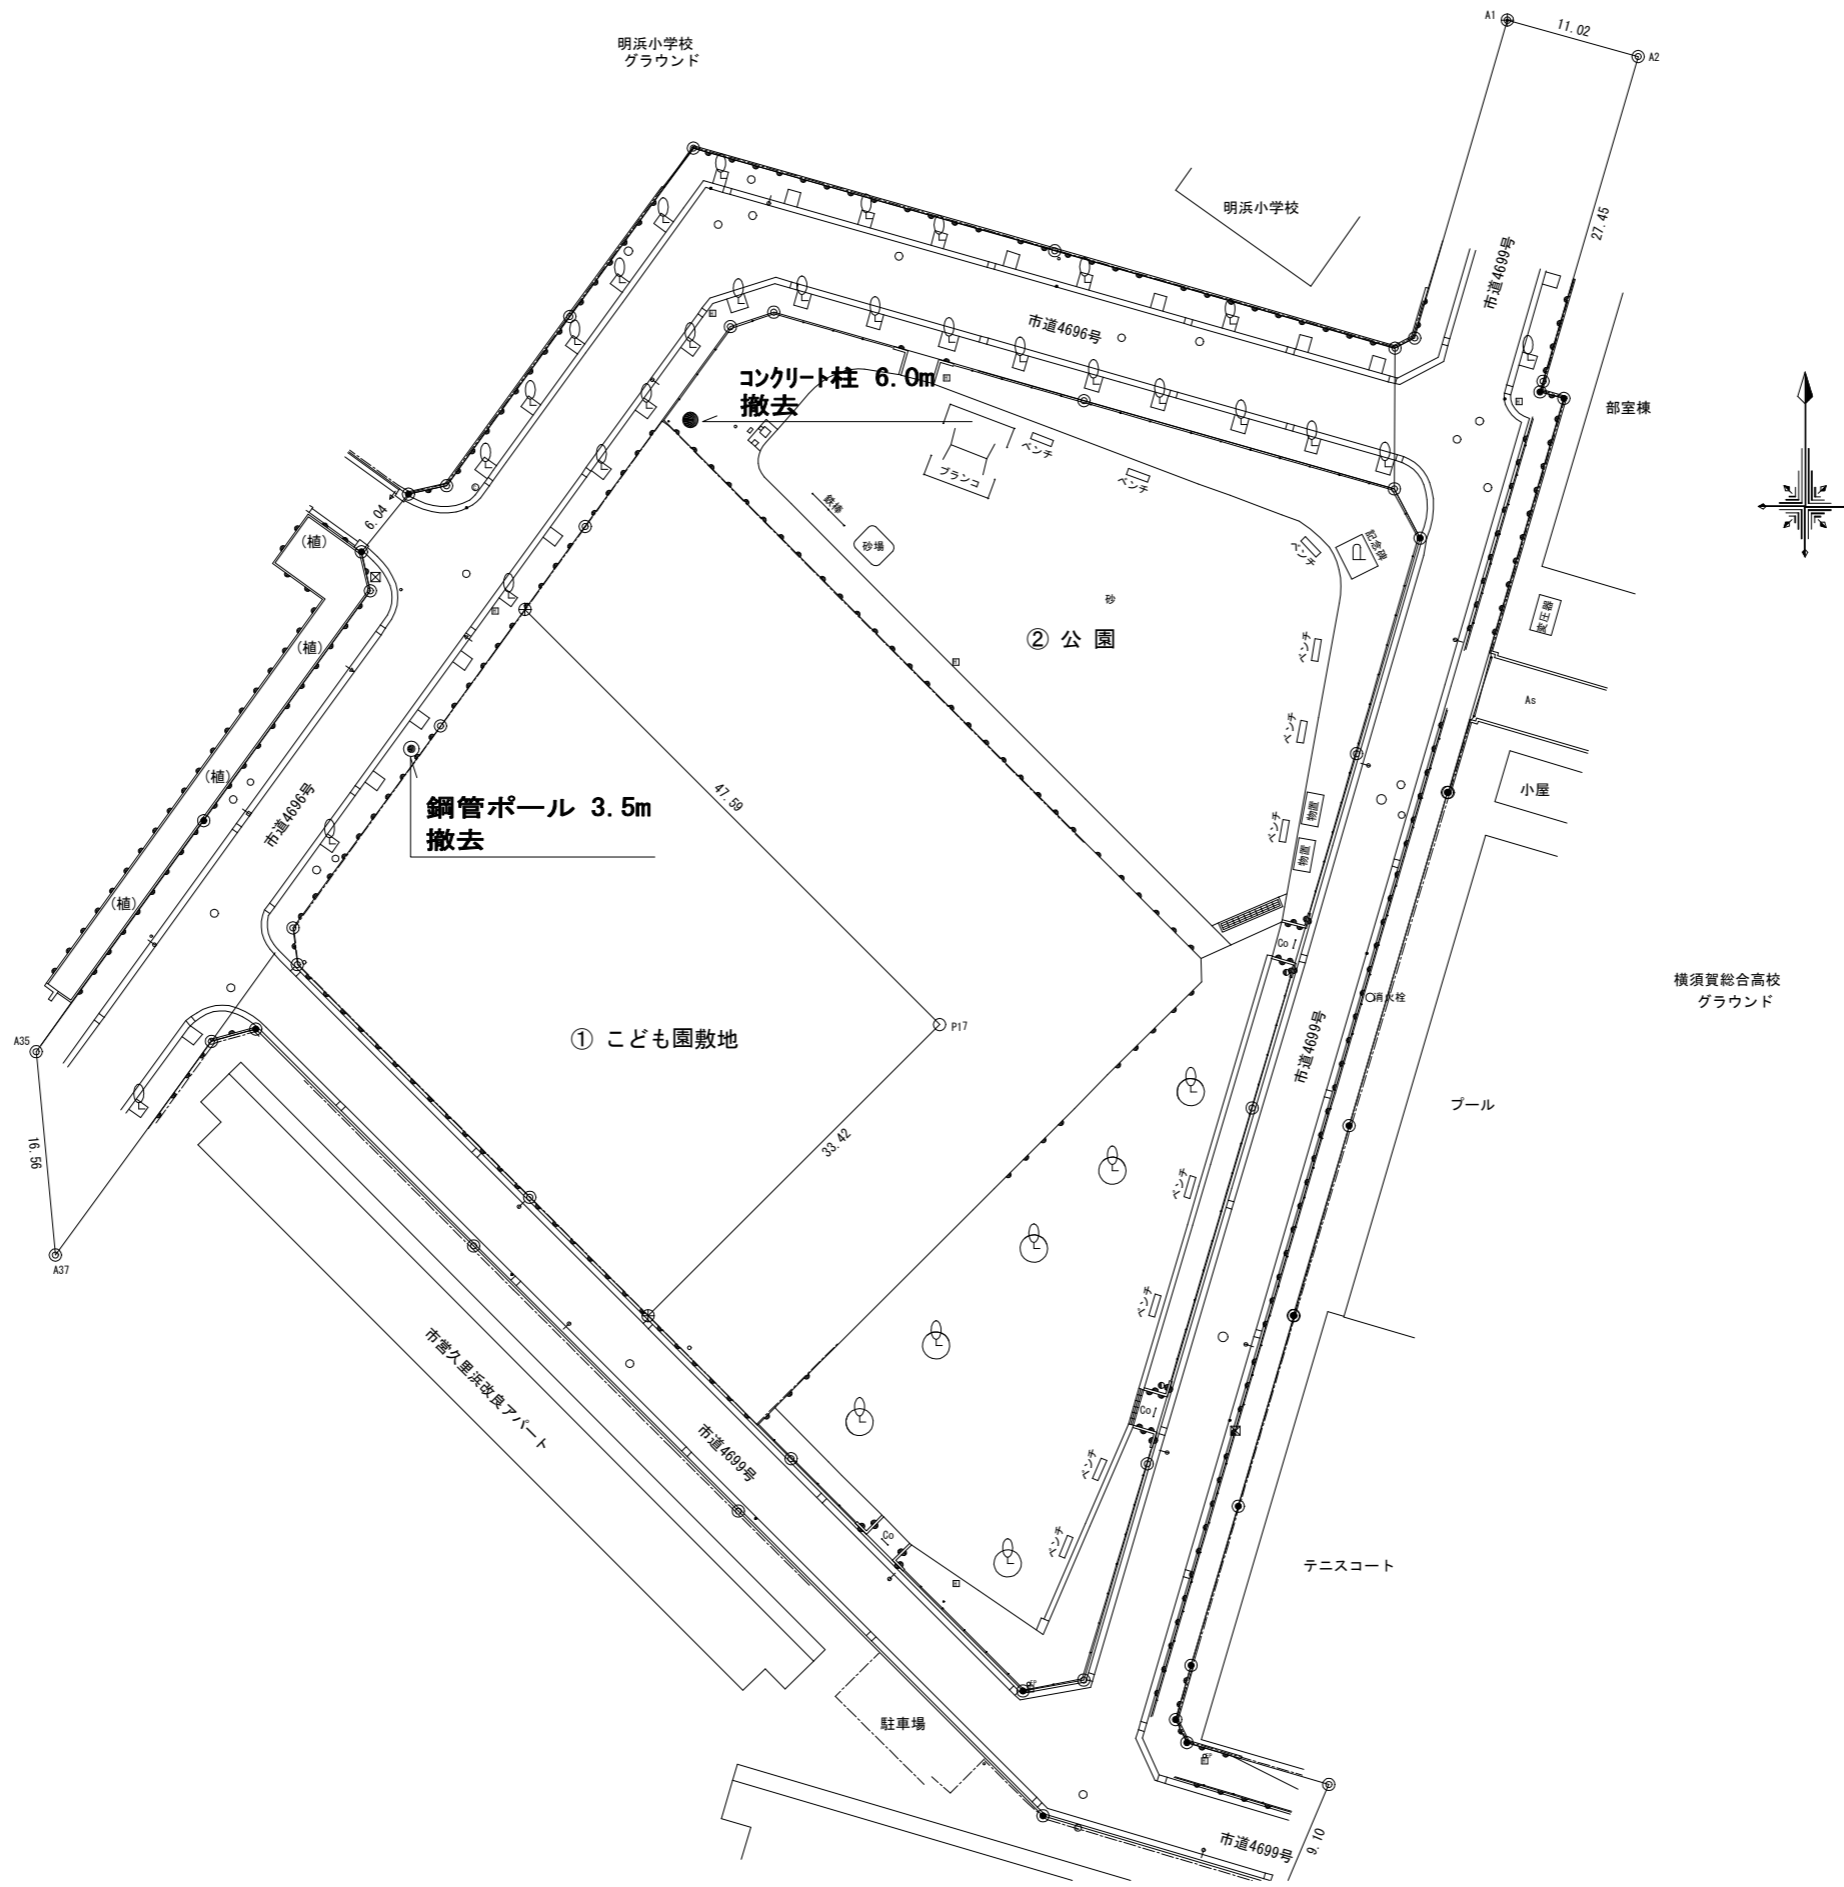 明浜小学校
グラウンド
A1
11.02
A2
27.45
明浜小学校
市道4699号
市道4696号
コンクリート柱 6.0m
撤去
部室棟
ブランコ
ベンチ
ベンチ
鉄棒
砂場
ベンチ
記念碑
砂
② 公 園
6.04
(植)
(植)
(植)
(植)
変圧器
As
小屋
ベンチ
ベンチ
ベンチ
物置
物置
47.59
鋼管ポール 3.5m
撤去
市道4696号
Co
消火栓
横須賀総合高校
グラウンド
A35
① こども園敷地
P17
市道4699号
プール
16.56
33.42
A37
ベンチ
ベンチ
市営久里浜改良アパート
市道4699号
Co
ベンチ
Co
ベンチ
テニスコート
駐車場
市道4699号
9.10